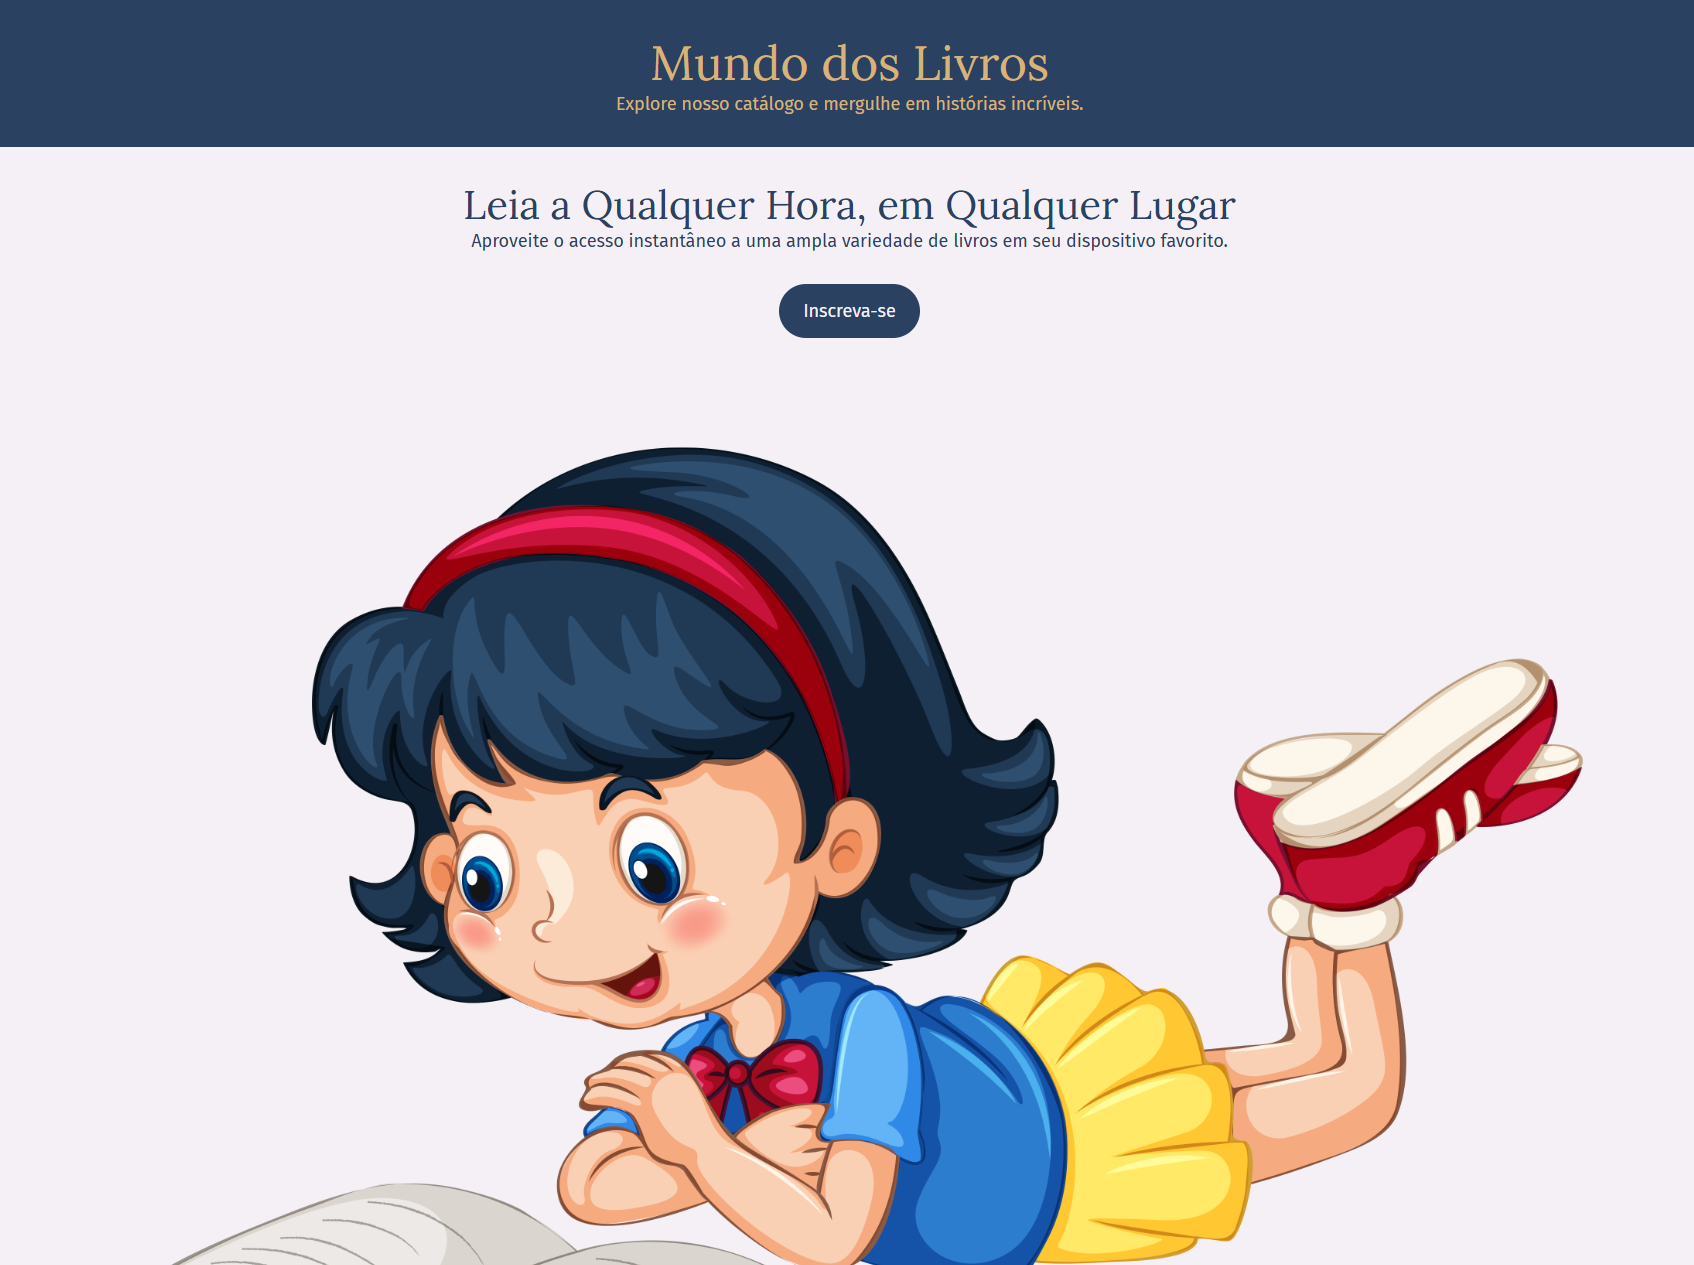 Mundo dos Livros
Explore nosso catálogo e mergulhe em histórias incríveis.
Leia a Qualquer Hora, em Qualquer Lugar
Aproveite o acesso instantâneo a uma ampla variedade de livros em seu dispositivo favorito.
Inscreva-se